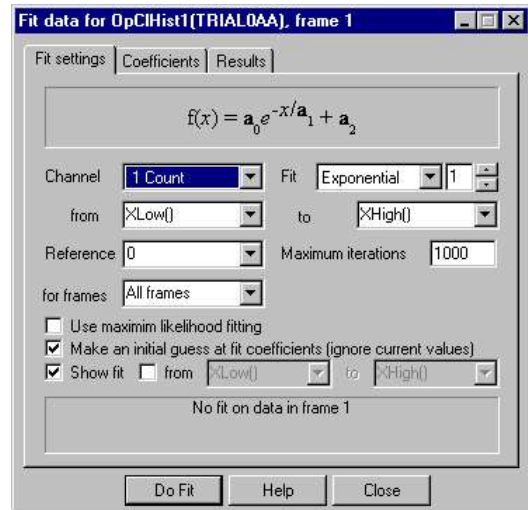 Fit data for OpClHist1(TRIAL0AA), frame 1
Fit settings Coefficients Results
f(x) = a0e^-x/a1 + a2
Channel 1 Count Fit Exponential 1
from XLow() to XHigh()
Reference 0 Maximum iterations 1000
for frames All frames
Use maximim likelihood fitting
Make an initial guess at fit coefficients (ignore current values)
Show fit from XLow() to XHigh()
No fit on data in frame 1
Do Fit Help Close